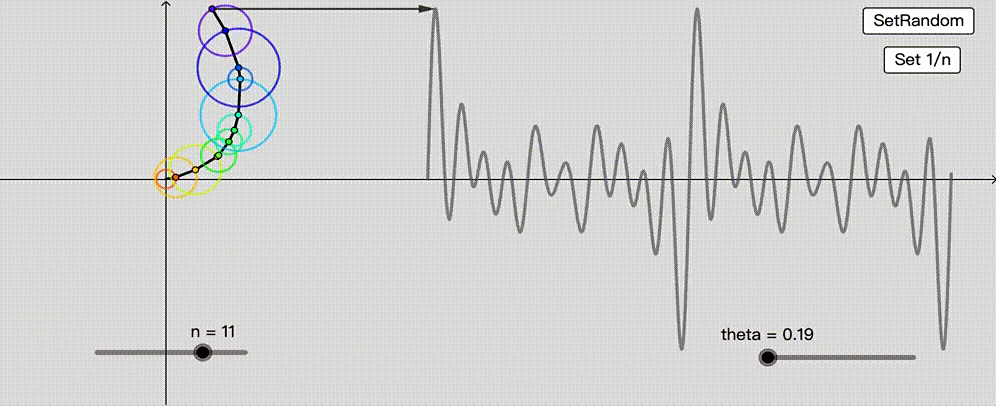 SetRandom
Set 1/n
n = 11
theta = 0.19